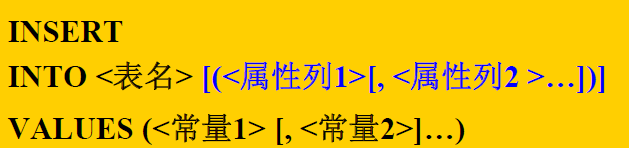 INSERT
INTO <表名> [(<属性列1>[, <属性列2 >…])]
VALUES (<常量1> [, <常量2>]…)